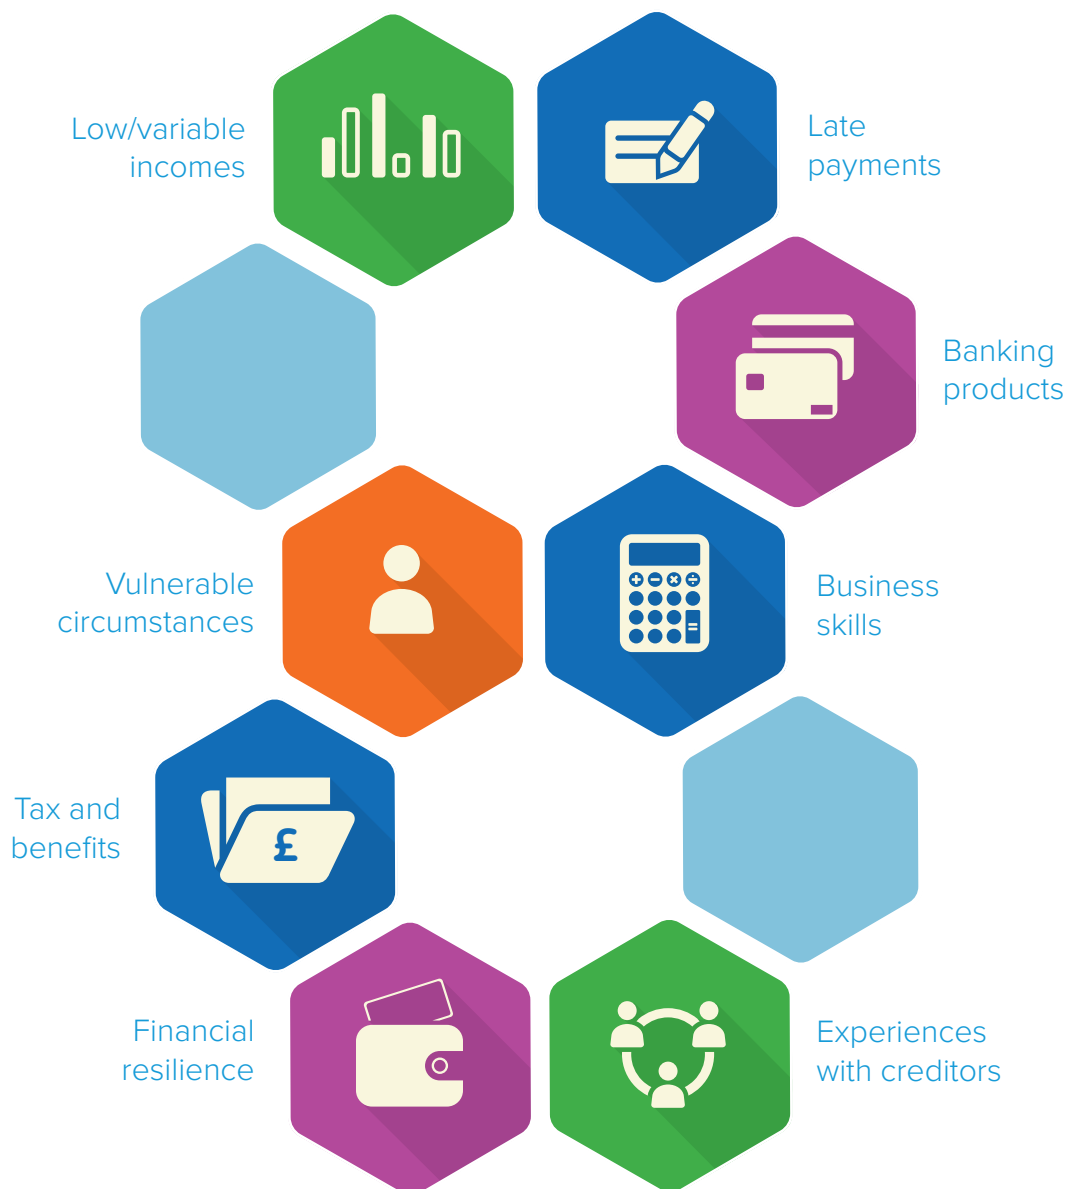 Low/variable
incomes
Late
payments
Banking
products
Vulnerable
circumstances
Business
skills
Tax and
benefits
£
Financial
resilience
Experiences
with creditors